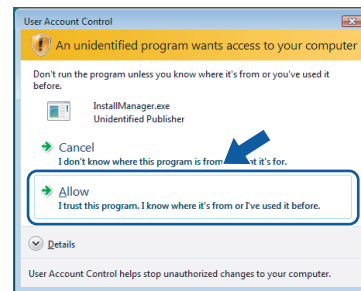 User Account Control
An unidentified program wants access to your computer
Don't run the program unless you know where it's from or you've used it
before.
InstallManager.exe
Unidentified Publisher
Cancel
I don't know where this program is from it's for.
Allow
I trust this program. I know where it's from or I've used it before.
Details
User Account Control helps stop unauthorized changes to your computer.